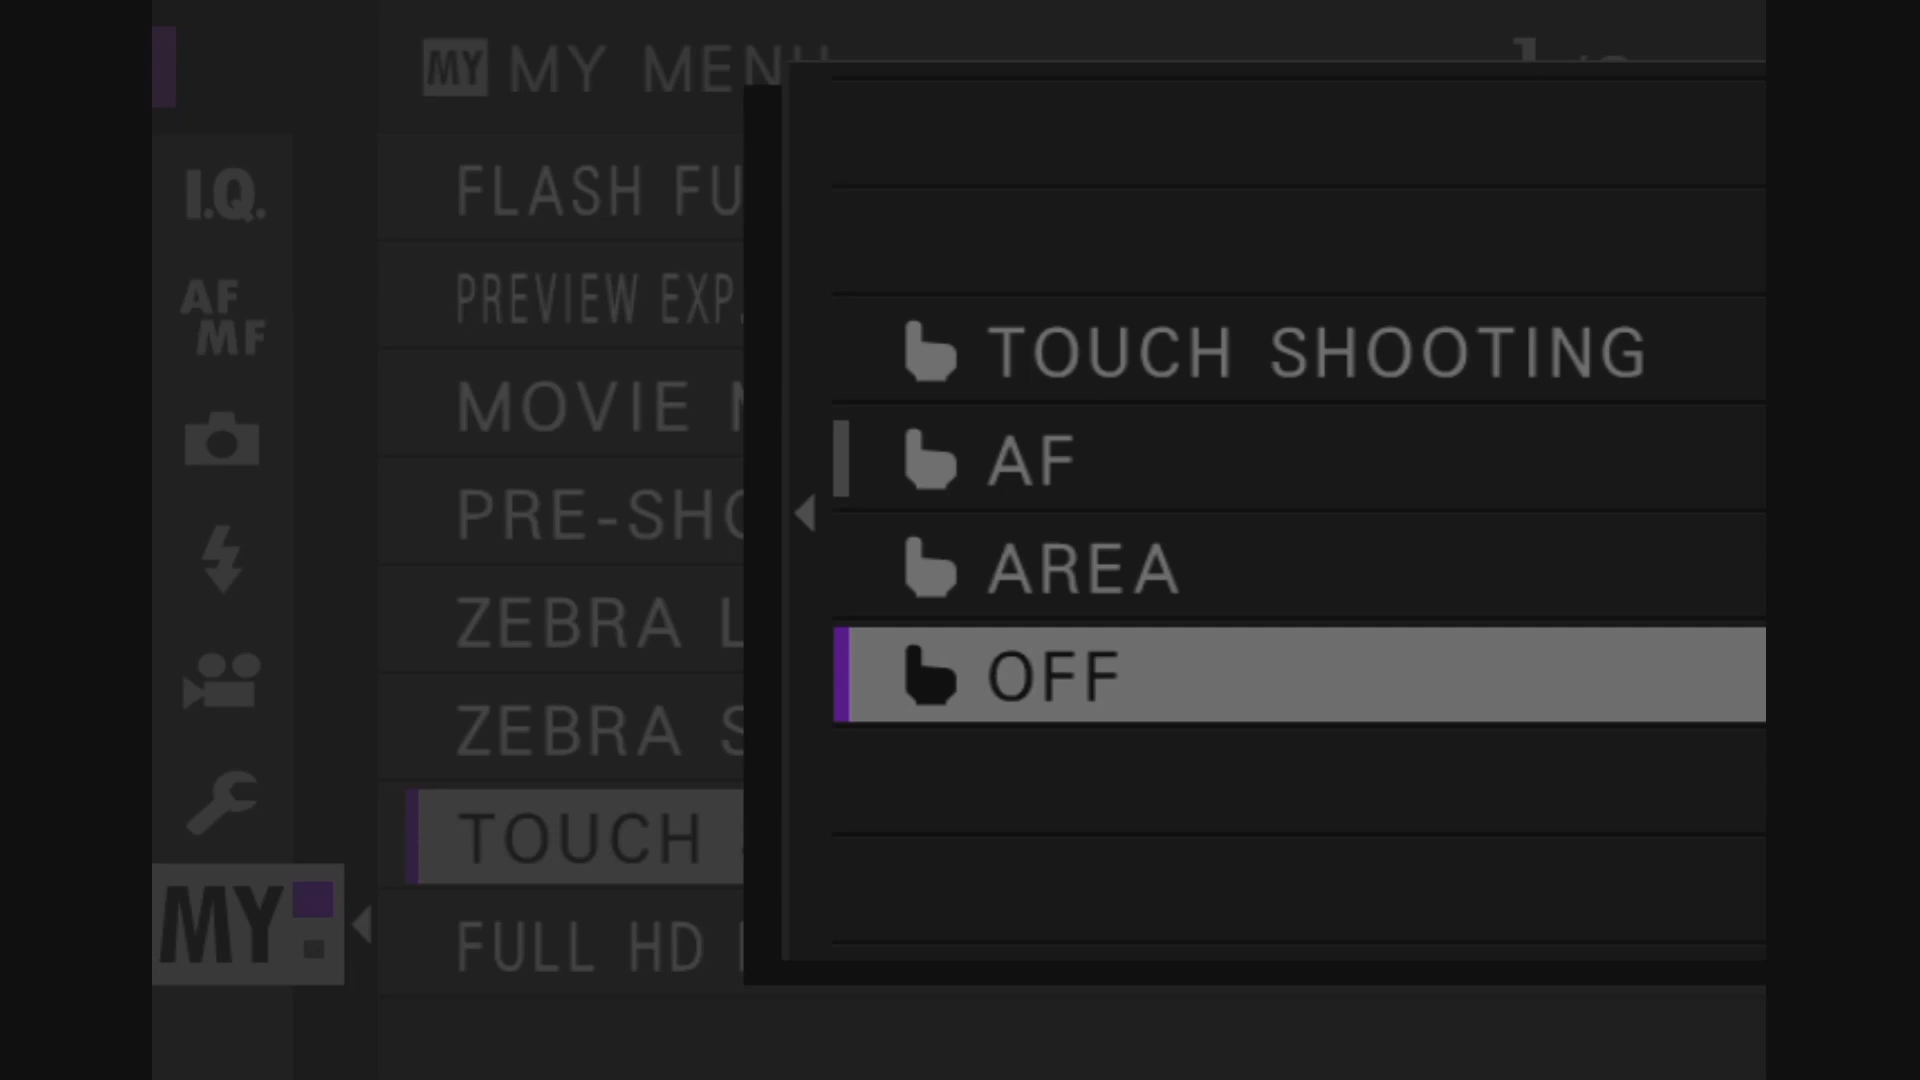 MY MY MENU
I.Q.
AF
MF
MY
FLASH FU
PREVIEW EXP.
MOVIE
PRE-SHO
ZEBRA L
ZEBRA S
TOUCH
FULL HD
TOUCH SHOOTING
AF
AREA
OFF